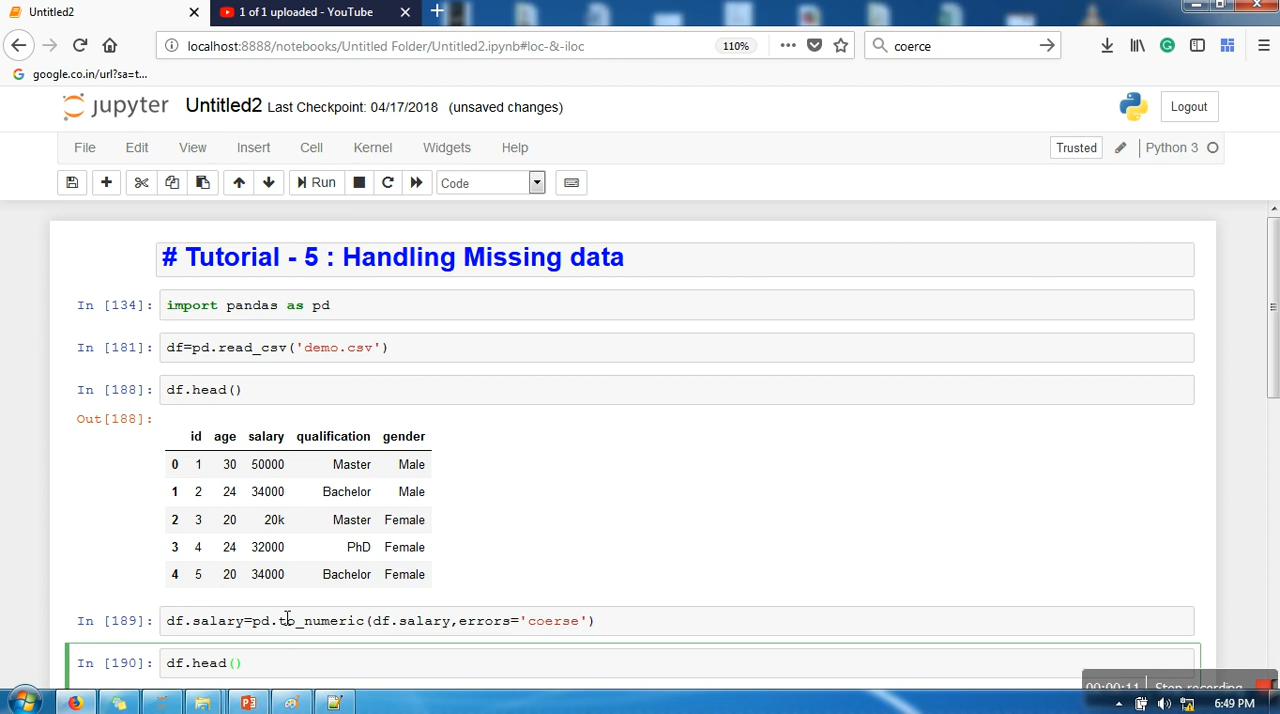 Untitled2
1 of 1 uploaded - YouTube
localhost:8888/notebooks/Untitled Folder/Untitled2.ipynb#loc-&-iloc
110%
coerce
google.co.in/url?sa=t...
jupyter Untitled2 Last Checkpoint: 04/17/2018 (unsaved changes)
Logout
File Edit View Insert Cell Kernel Widgets Help
Trusted
Python 3
Run
Code
# Tutorial - 5 : Handling Missing data
In [134]: import pandas as pd
In [181]: df=pd.read_csv('demo.csv')
In [188]: df.head()
Out[188]:
id age salary qualification gender
0 1 30 50000 Master Male
1 2 24 34000 Bachelor Male
2 3 20 20k Master Female
3 4 24 32000 PhD Female
4 5 20 34000 Bachelor Female
In [189]: df.salary=pd.to_numeric(df.salary,errors='coerse')
In [190]: df.head()
00:00:11 Stop recording
6:49 PM